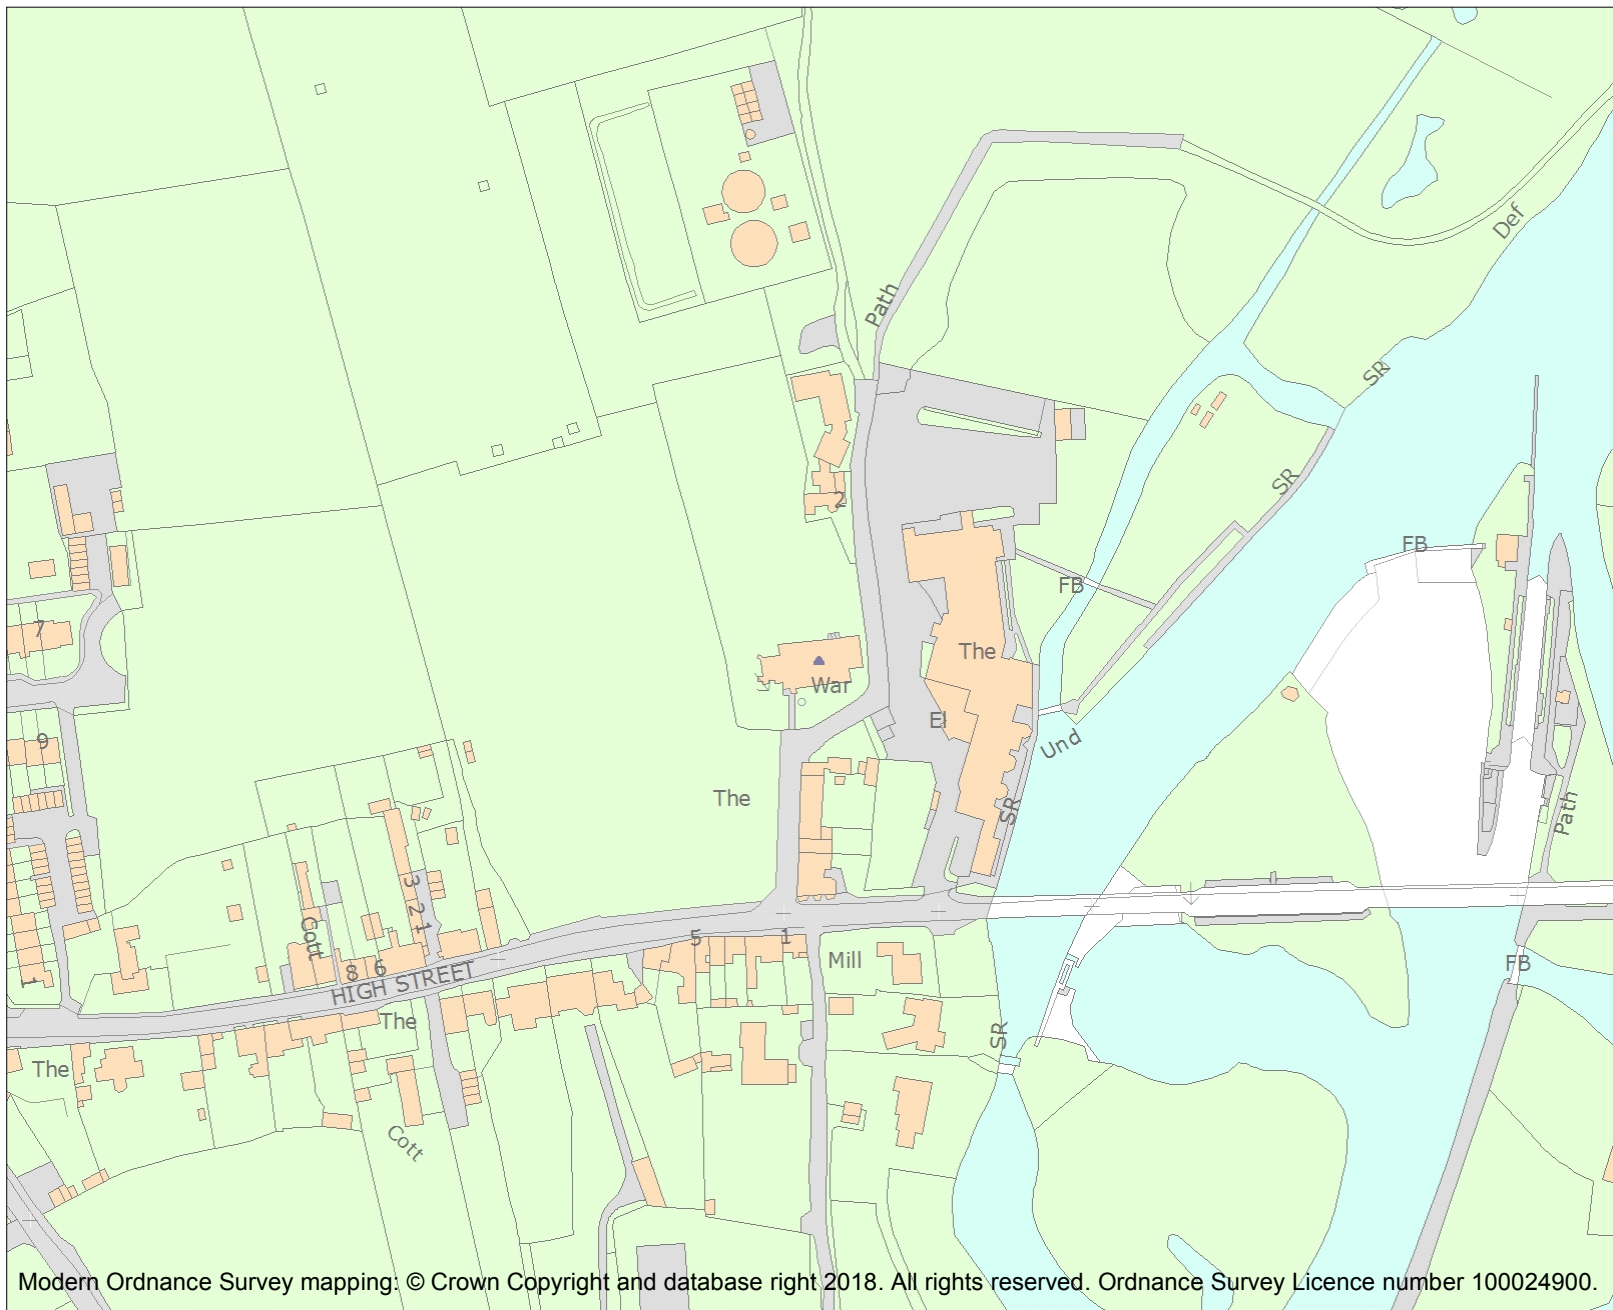 Def
Path
SR
SR
2
FB
FB
7
The
War
El
Und
9
The
SR
Path
3
2
1
Cott
5
1
Mill
8
6
HIGH STREET
FB
1
The
SR
The
Cott
Modern Ordnance Survey mapping: © Crown Copyright and database right 2018. All rights reserved. Ordnance Survey Licence number 100024900.